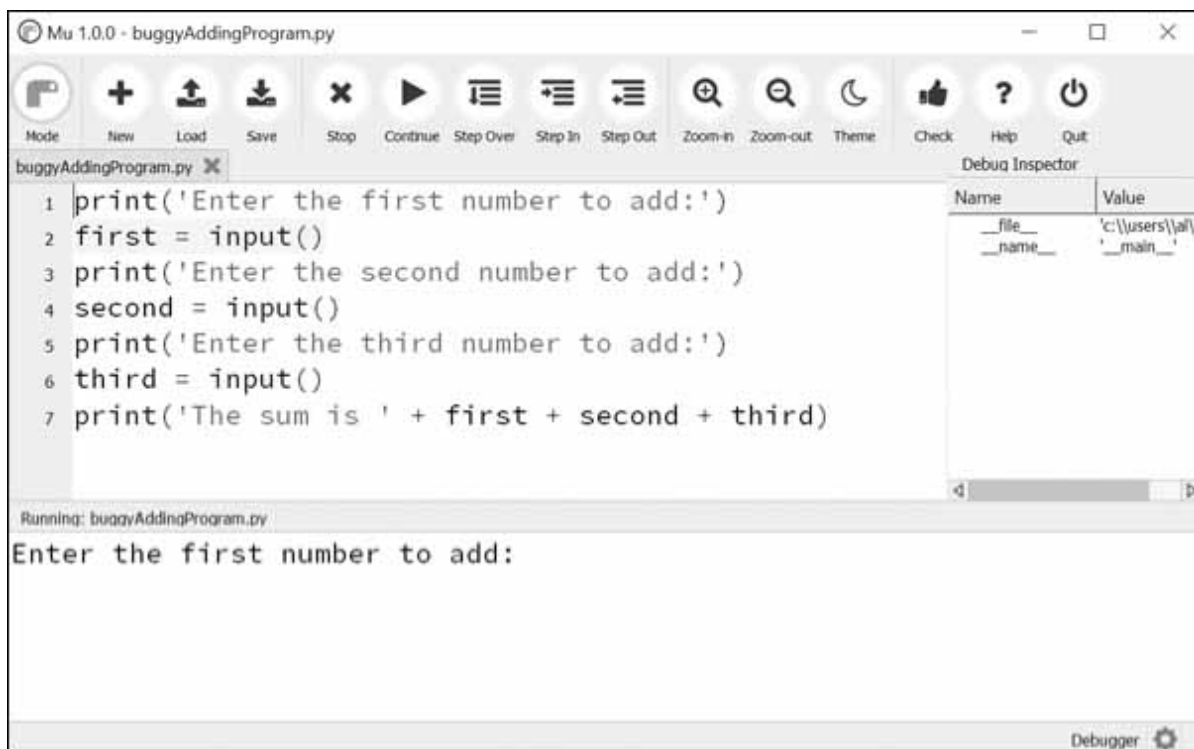 Mu 1.0.0 - buggyAddingProgram.py
Mode New Load Save Stop Continue Step Over Step In Step Out Zoom-in Zoom-out Theme Check Help Quit
buggyAddingProgram.py
Debug Inspector
Name Value
__file__ 'c:\\users\\al\
__name__ '__main__'
1 print('Enter the first number to add:')
2 first = input()
3 print('Enter the second number to add:')
4 second = input()
5 print('Enter the third number to add:')
6 third = input()
7 print('The sum is ' + first + second + third)
Running: buggyAddingProgram.py
Enter the first number to add:
Debugger